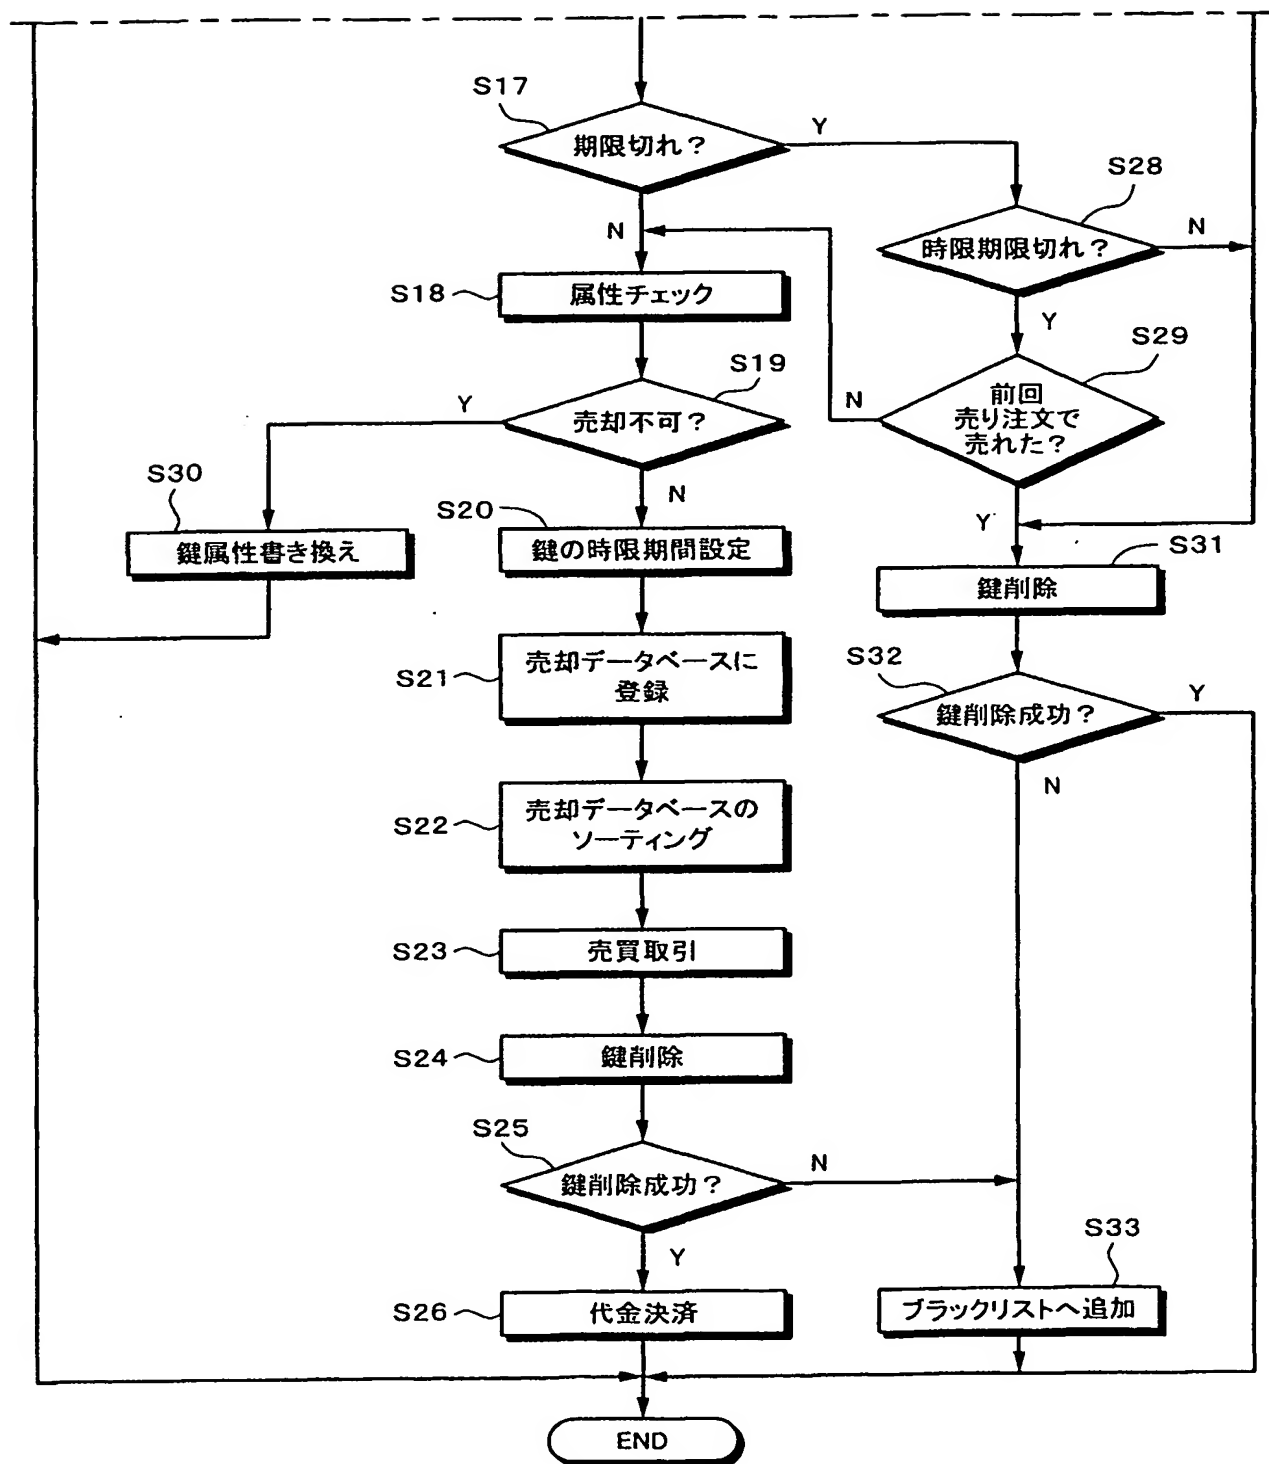 S17
期限切れ？
Y
S28
時限期限切れ？
N
N
S18
属性チェック
Y
S29
前回
売り注文で
売れた？
N
S19
売却不可？
Y
S30
鍵属性書き換え
N
S20
鍵の時限期間設定
Y
S31
鍵削除
S21
売却データベースに
登録
S32
鍵削除成功？
Y
N
S22
売却データベースの
ソーティング
S23
売買取引
S24
鍵削除
S25
鍵削除成功？
N
Y
S33
ブラックリストへ追加
S26
代金決済
END